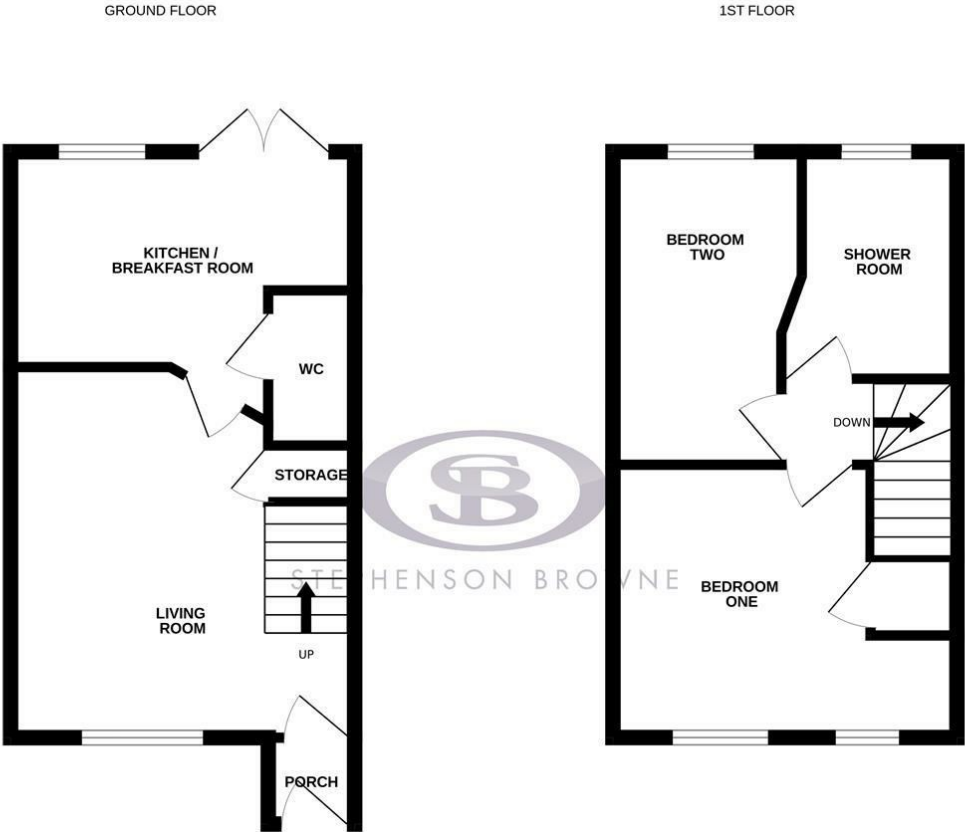 GROUND FLOOR
1ST FLOOR
KITCHEN /
BREAKFAST ROOM
WC
STORAGE
LIVING
ROOM
UP
PORCH
BEDROOM
TWO
SHOWER
ROOM
DOWN
BEDROOM
ONE
SB
STEPHENSON BROWNE